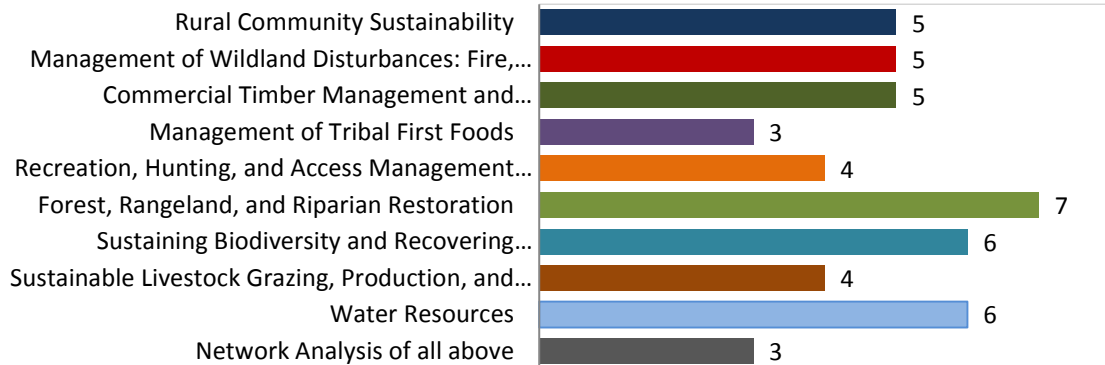 Rural Community Sustainability 5
Management of Wildland Disturbances: Fire,... 5
Commercial Timber Management and... 5
Management of Tribal First Foods 3
Recreation, Hunting, and Access Management... 4
Forest, Rangeland, and Riparian Restoration 7
Sustaining Biodiversity and Recovering... 6
Sustainable Livestock Grazing, Production, and... 4
Water Resources 6
Network Analysis of all above 3